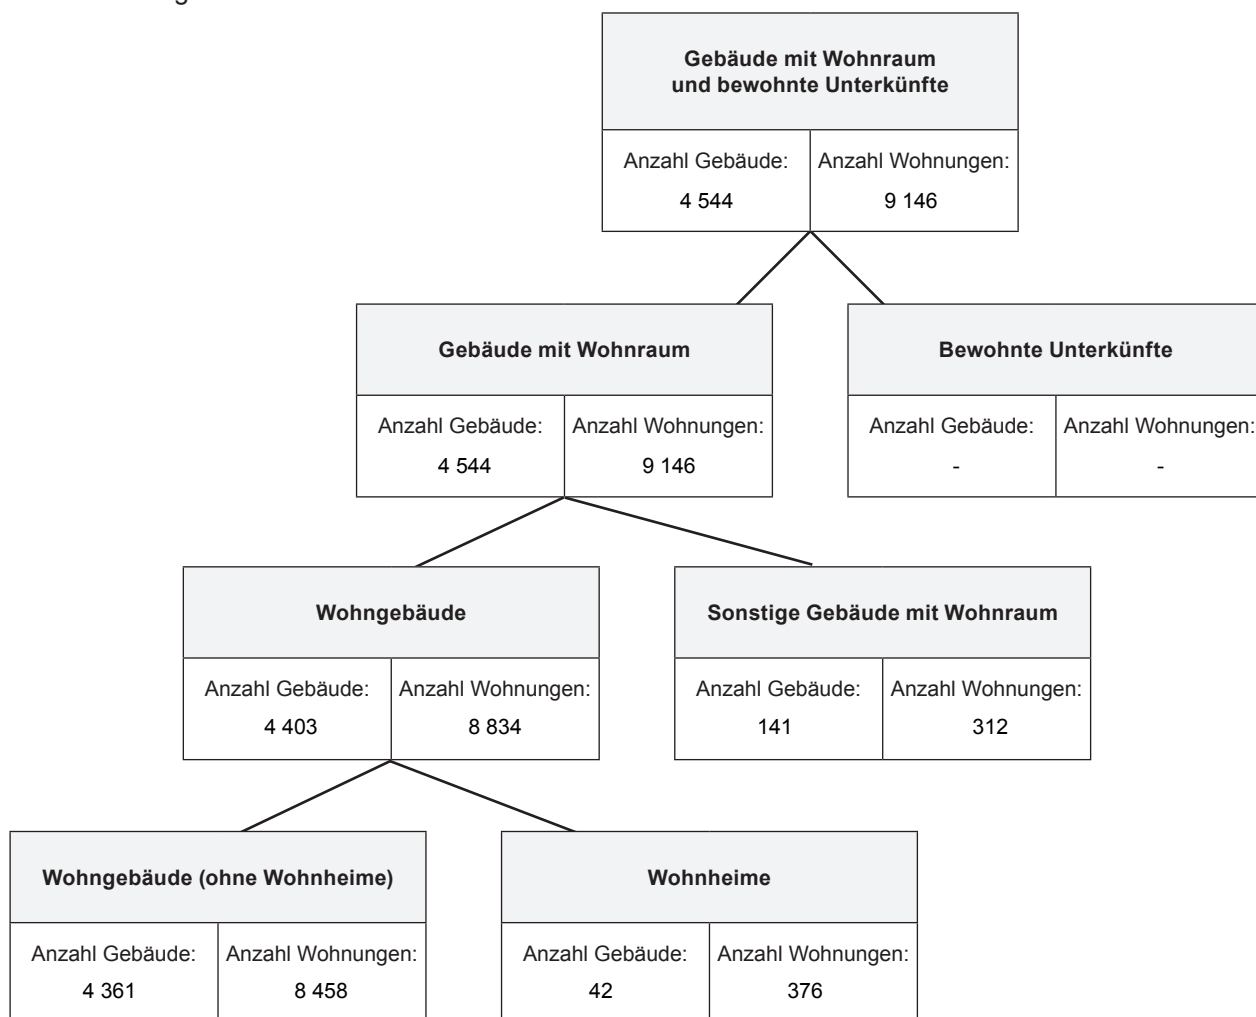 Gebäude mit Wohnraum
und bewohnte Unterkünfte
Anzahl Gebäude: Anzahl Wohnungen:
4 544 9 146
Gebäude mit Wohnraum Bewohnte Unterkünfte
Anzahl Gebäude: Anzahl Wohnungen: Anzahl Gebäude: Anzahl Wohnungen:
4 544 9 146 - -
Wohngebäude Sonstige Gebäude mit Wohnraum
Anzahl Gebäude: Anzahl Wohnungen: Anzahl Gebäude: Anzahl Wohnungen:
4 403 8 834 141 312
Wohngebäude (ohne Wohnheime) Wohnheime
Anzahl Gebäude: Anzahl Wohnungen: Anzahl Gebäude: Anzahl Wohnungen:
4 361 8 458 42 376